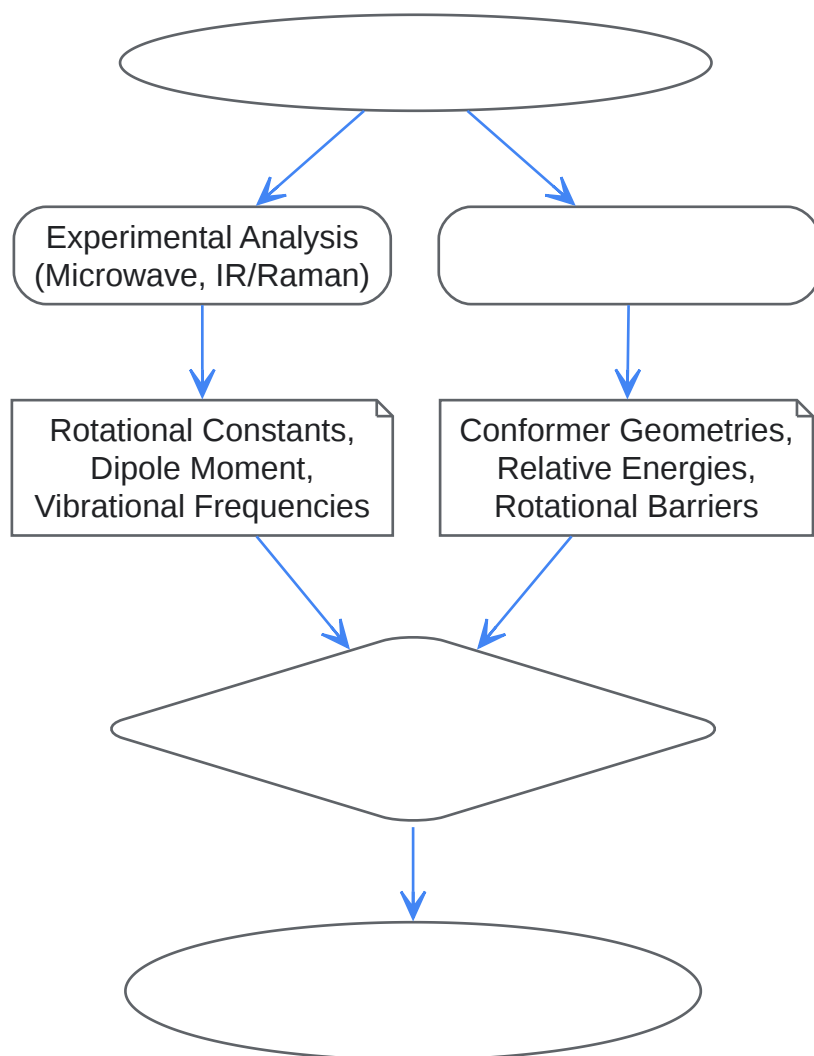 Experimental Analysis
(Microwave, IR/Raman)
Rotational Constants,
Dipole Moment,
Vibrational Frequencies
Conformer Geometries,
Relative Energies,
Rotational Barriers